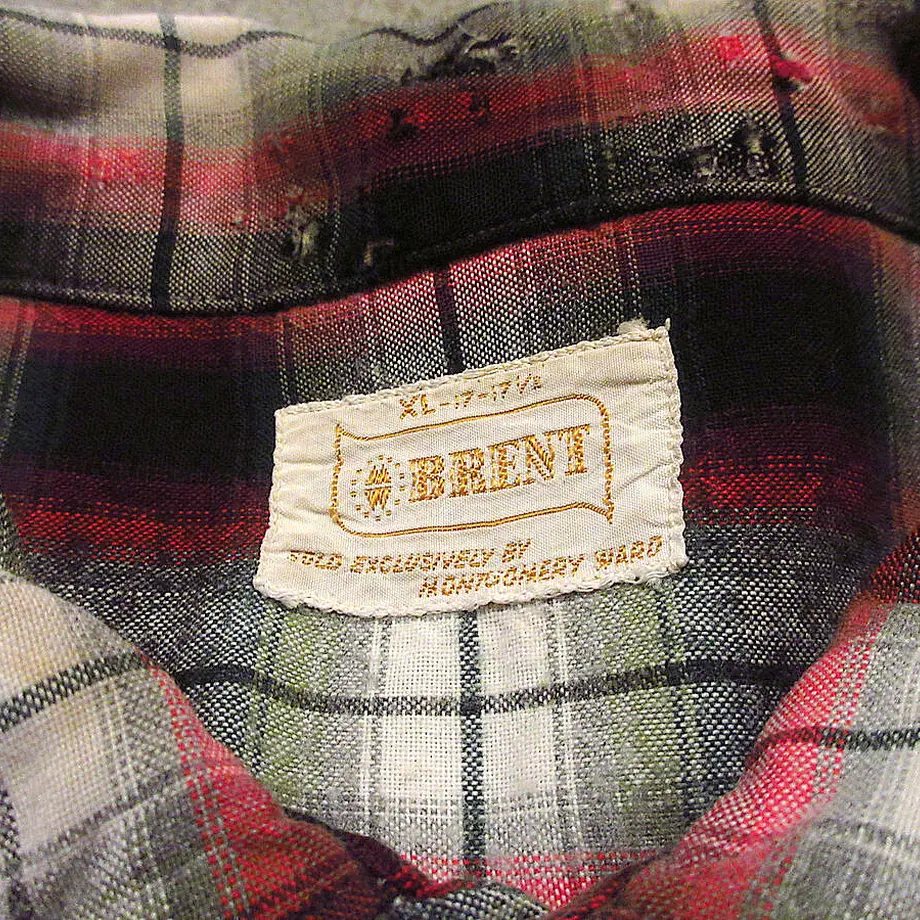 XL-17-17½
BRENT
SOLD EXCLUSIVELY BY
MONTGOMERY WARD